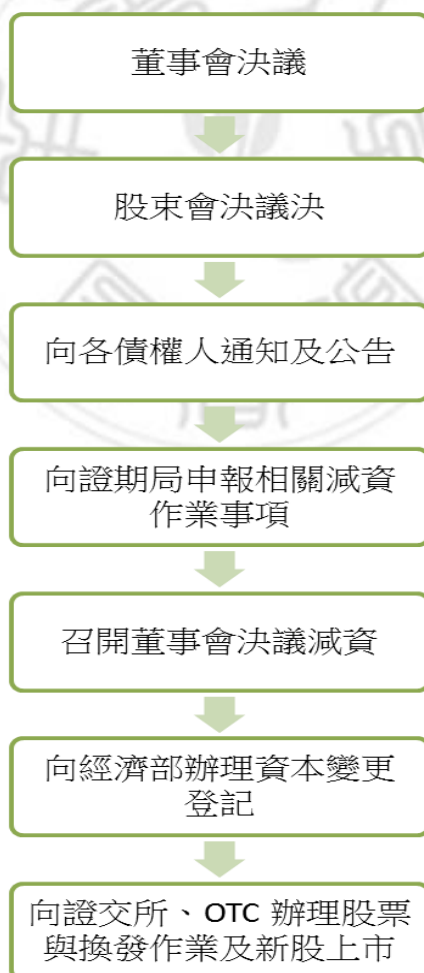 董事會決議
股東會決議決
向各債權人通知及公告
向證期局申報相關減資
作業事項
召開董事會決議減資
向經濟部辦理資本變更
登記
向證交所、OTC 辦理股票
與換發作業及新股上市